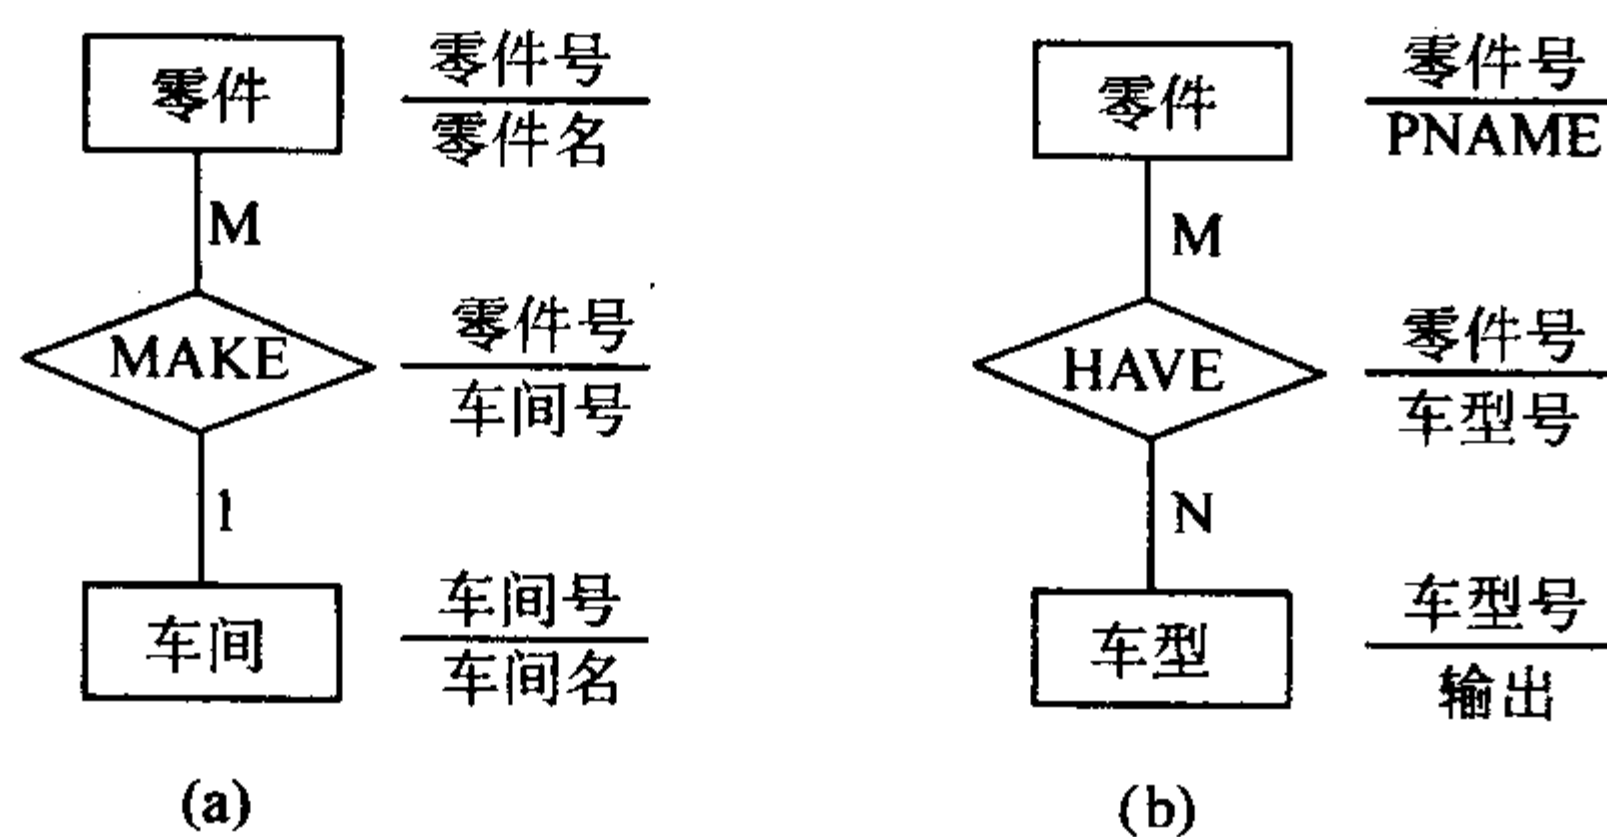 零件
零件号
零件名
M
MAKE
零件号
车间号
1
车间
车间号
车间名
(a)
零件
零件号
PNAME
M
HAVE
零件号
车型号
N
车型
车型号
输出
(b)